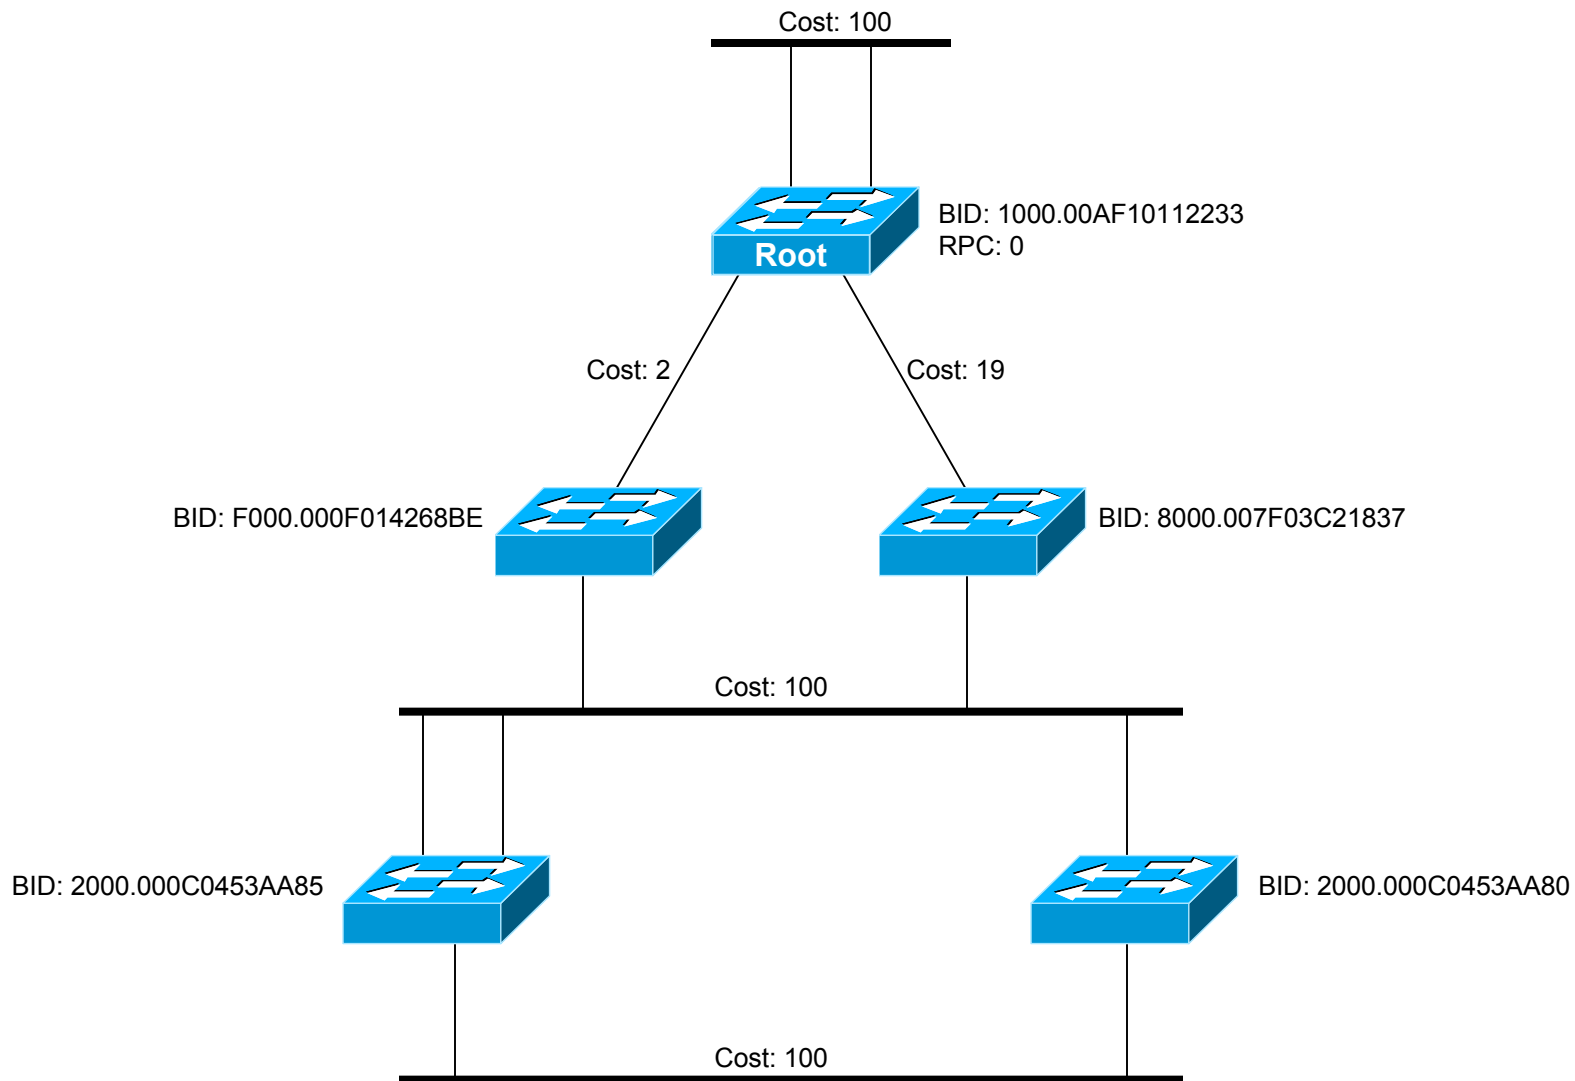 Cost: 100
BID: 1000.00AF10112233
RPC: 0
Root
Cost: 2
Cost: 19
BID: F000.000F014268BE
BID: 8000.007F03C21837
Cost: 100
BID: 2000.000C0453AA85
BID: 2000.000C0453AA80
Cost: 100